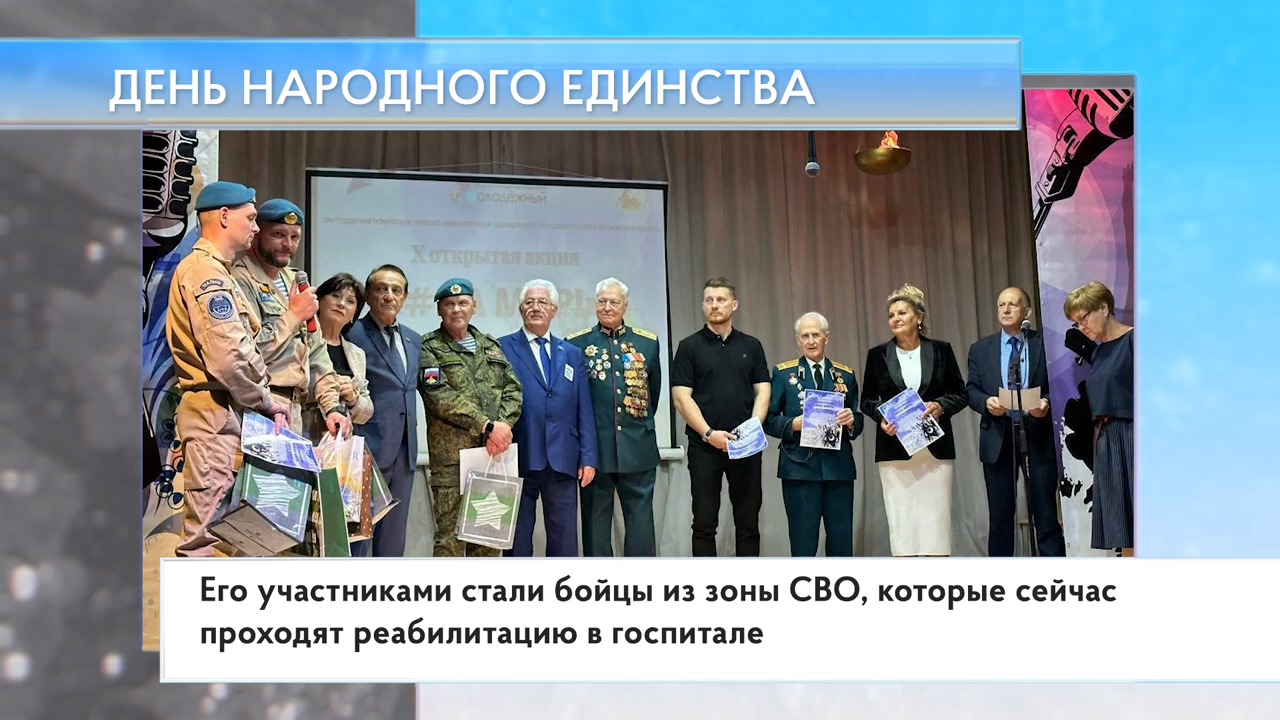 ДЕНЬ НАРОДНОГО ЕДИНСТВА
Молодёжный
X открытая акция
Его участниками стали бойцы из зоны СВО, которые сейчас
проходят реабилитацию в госпитале